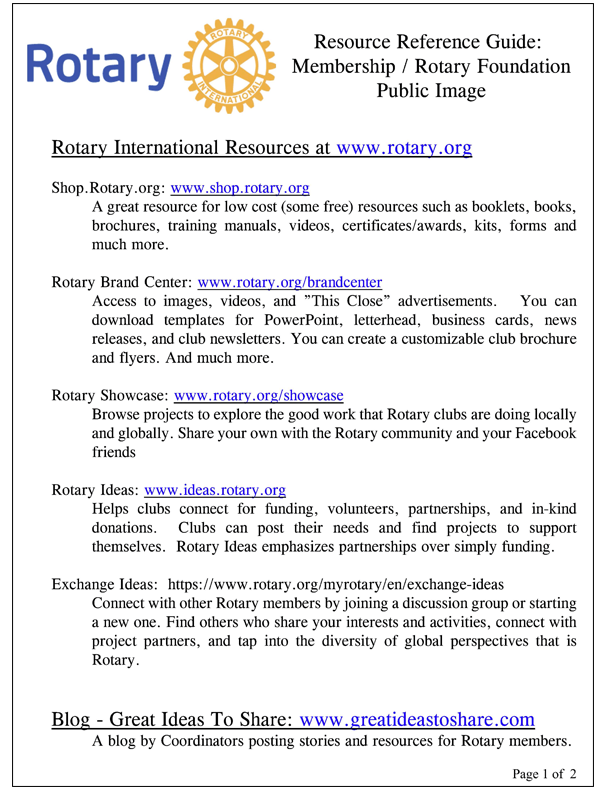 Rotary
ROTARY
INTERNATIONAL
Resource Reference Guide:
Membership / Rotary Foundation
Public Image
Rotary International Resources at www.rotary.org
Shop.Rotary.org: www.shop.rotary.org
A great resource for low cost (some free) resources such as booklets, books,
brochures, training manuals, videos, certificates/awards, kits, forms and
much more.
Rotary Brand Center: www.rotary.org/brandcenter
Access to images, videos, and ”This Close” advertisements. You can
download templates for PowerPoint, letterhead, business cards, news
releases, and club newsletters. You can create a customizable club brochure
and flyers. And much more.
Rotary Showcase: www.rotary.org/showcase
Browse projects to explore the good work that Rotary clubs are doing locally
and globally. Share your own with the Rotary community and your Facebook
friends
Rotary Ideas: www.ideas.rotary.org
Helps clubs connect for funding, volunteers, partnerships, and in-kind
donations. Clubs can post their needs and find projects to support
themselves. Rotary Ideas emphasizes partnerships over simply funding.
Exchange Ideas: https://www.rotary.org/myrotary/en/exchange-ideas
Connect with other Rotary members by joining a discussion group or starting
a new one. Find others who share your interests and activities, connect with
project partners, and tap into the diversity of global perspectives that is
Rotary.
Blog - Great Ideas To Share: www.greatideastoshare.com
A blog by Coordinators posting stories and resources for Rotary members.
Page 1 of 2